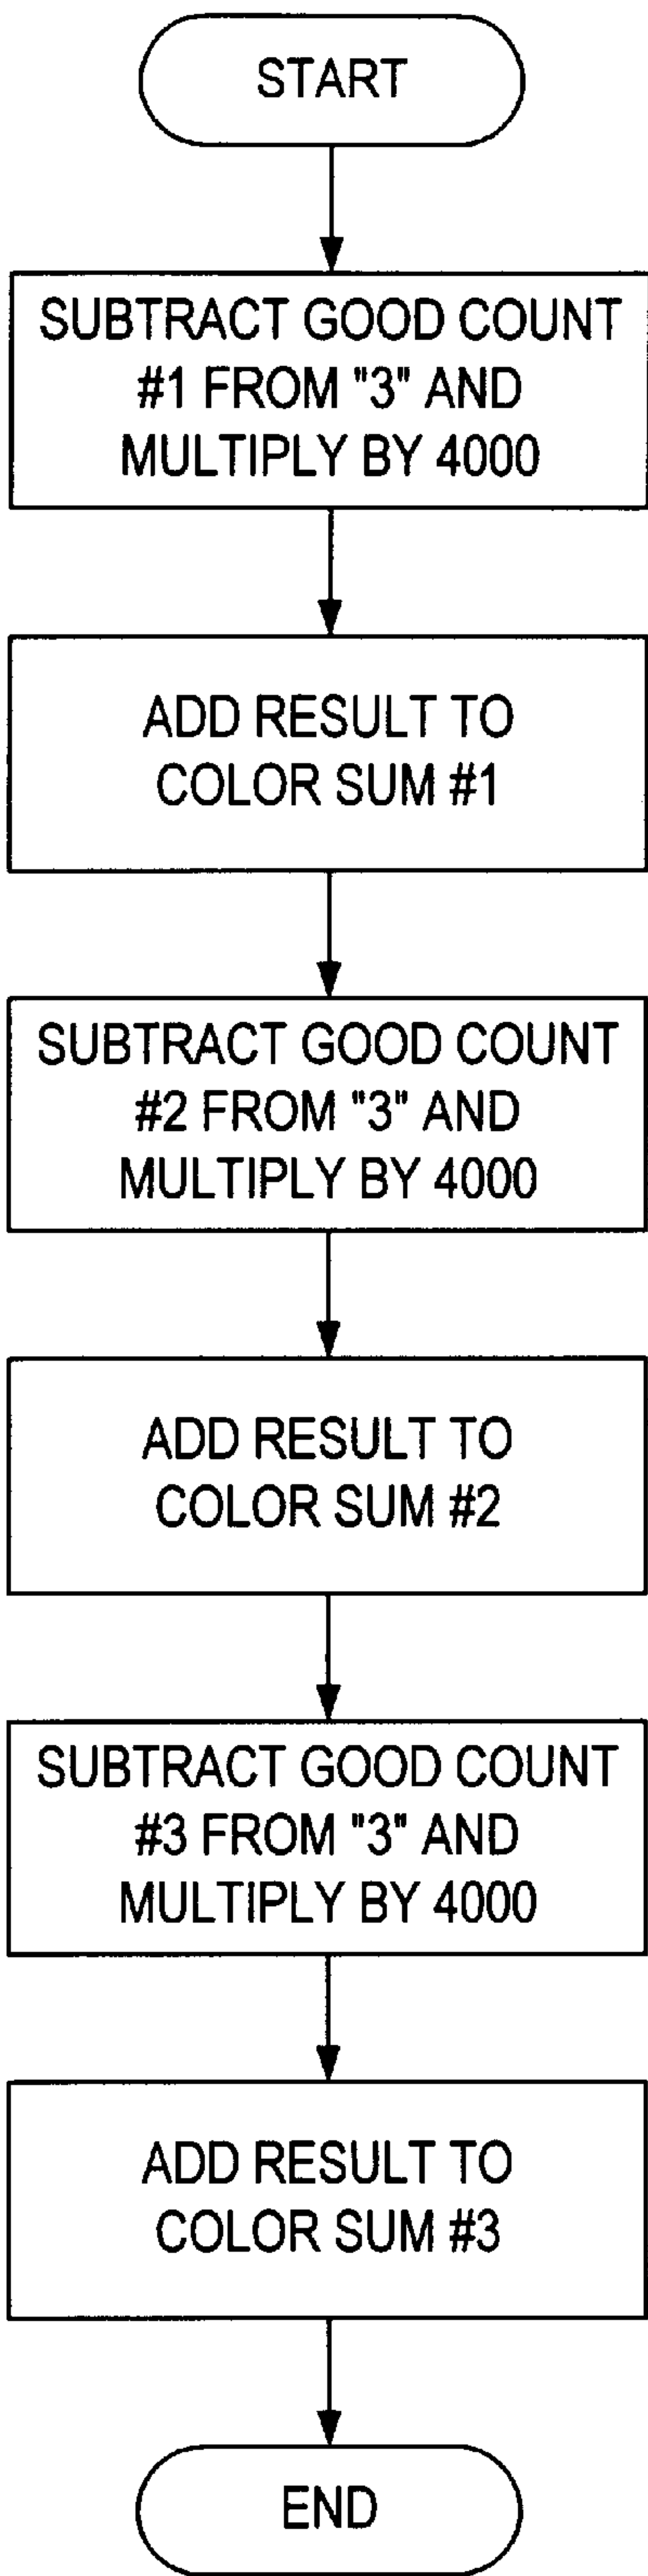 START
SUBTRACT GOOD COUNT
#1 FROM "3" AND
MULTIPLY BY 4000
ADD RESULT TO
COLOR SUM #1
SUBTRACT GOOD COUNT
#2 FROM "3" AND
MULTIPLY BY 4000
ADD RESULT TO
COLOR SUM #2
SUBTRACT GOOD COUNT
#3 FROM "3" AND
MULTIPLY BY 4000
ADD RESULT TO
COLOR SUM #3
END